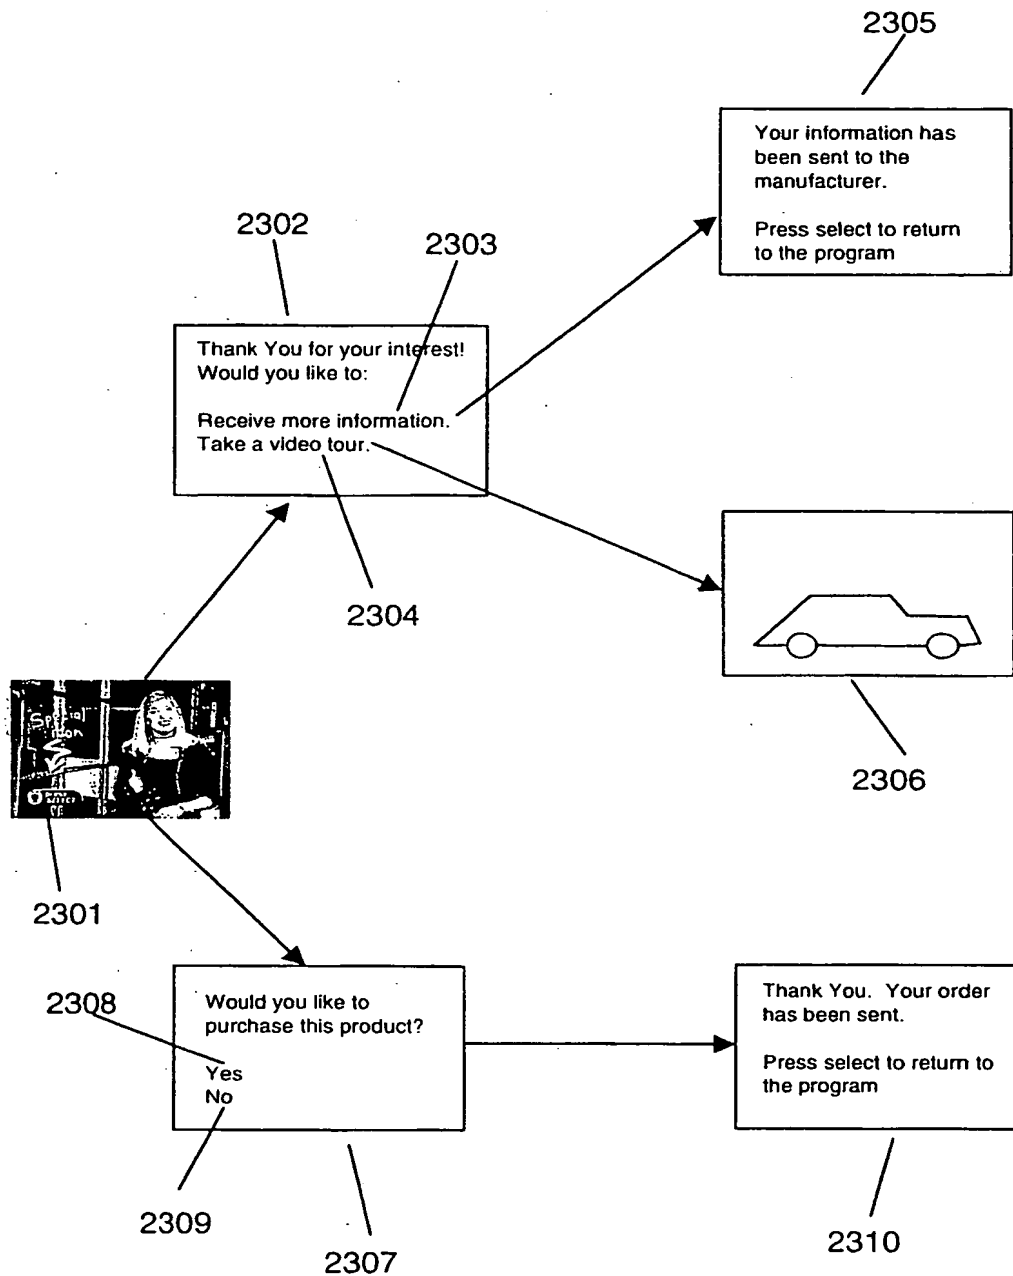 2305
Your information has
been sent to the
manufacturer.
Press select to return
to the program
2302
2303
Thank You for your interest!
Would you like to:
Receive more information.
Take a video tour.
2304
2306
Special
2301
2308
Would you like to
purchase this product?
Yes
No
2309
2307
Thank You. Your order
has been sent.
Press select to return to
the program
2310